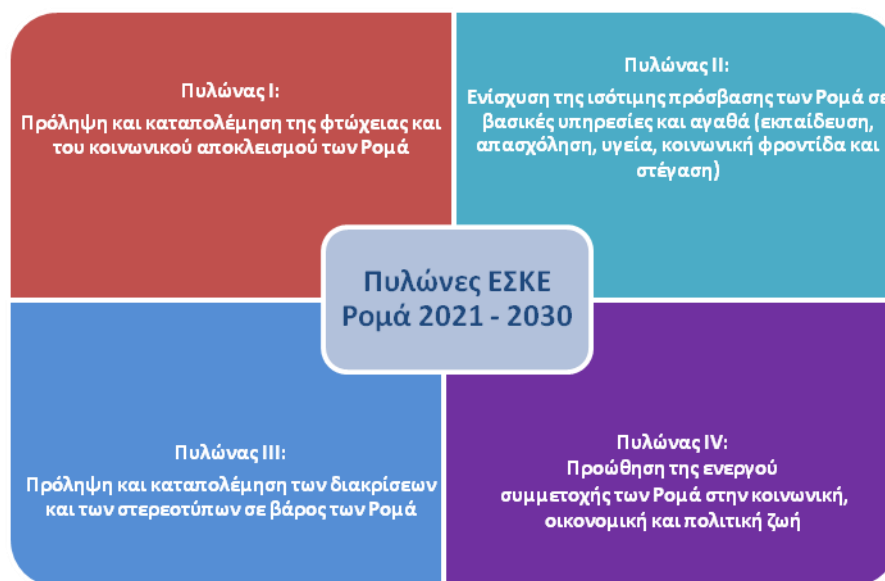 Πυλώνας Ι:
Πρόληψη και καταπολέμηση της φτώχειας και
του κοινωνικού αποκλεισμού των Ρομά
Πυλώνας ΙΙ:
Ενίσχυση της ισότιμης πρόσβασης των Ρομά σε
βασικές υπηρεσίες και αγαθά (εκπαίδευση,
απασχόληση, υγεία, κοινωνική φροντίδα και
στέγαση)
Πυλώνες ΕΣΚΕ
Ρομά 2021 - 2030
Πυλώνας ΙΙΙ:
Πρόληψη και καταπολέμηση των διακρίσεων
και των στερεοτύπων σε βάρος των Ρομά
Πυλώνας IV:
Προώθηση της ενεργού
συμμετοχής των Ρομά στην κοινωνική,
οικονομική και πολιτική ζωή